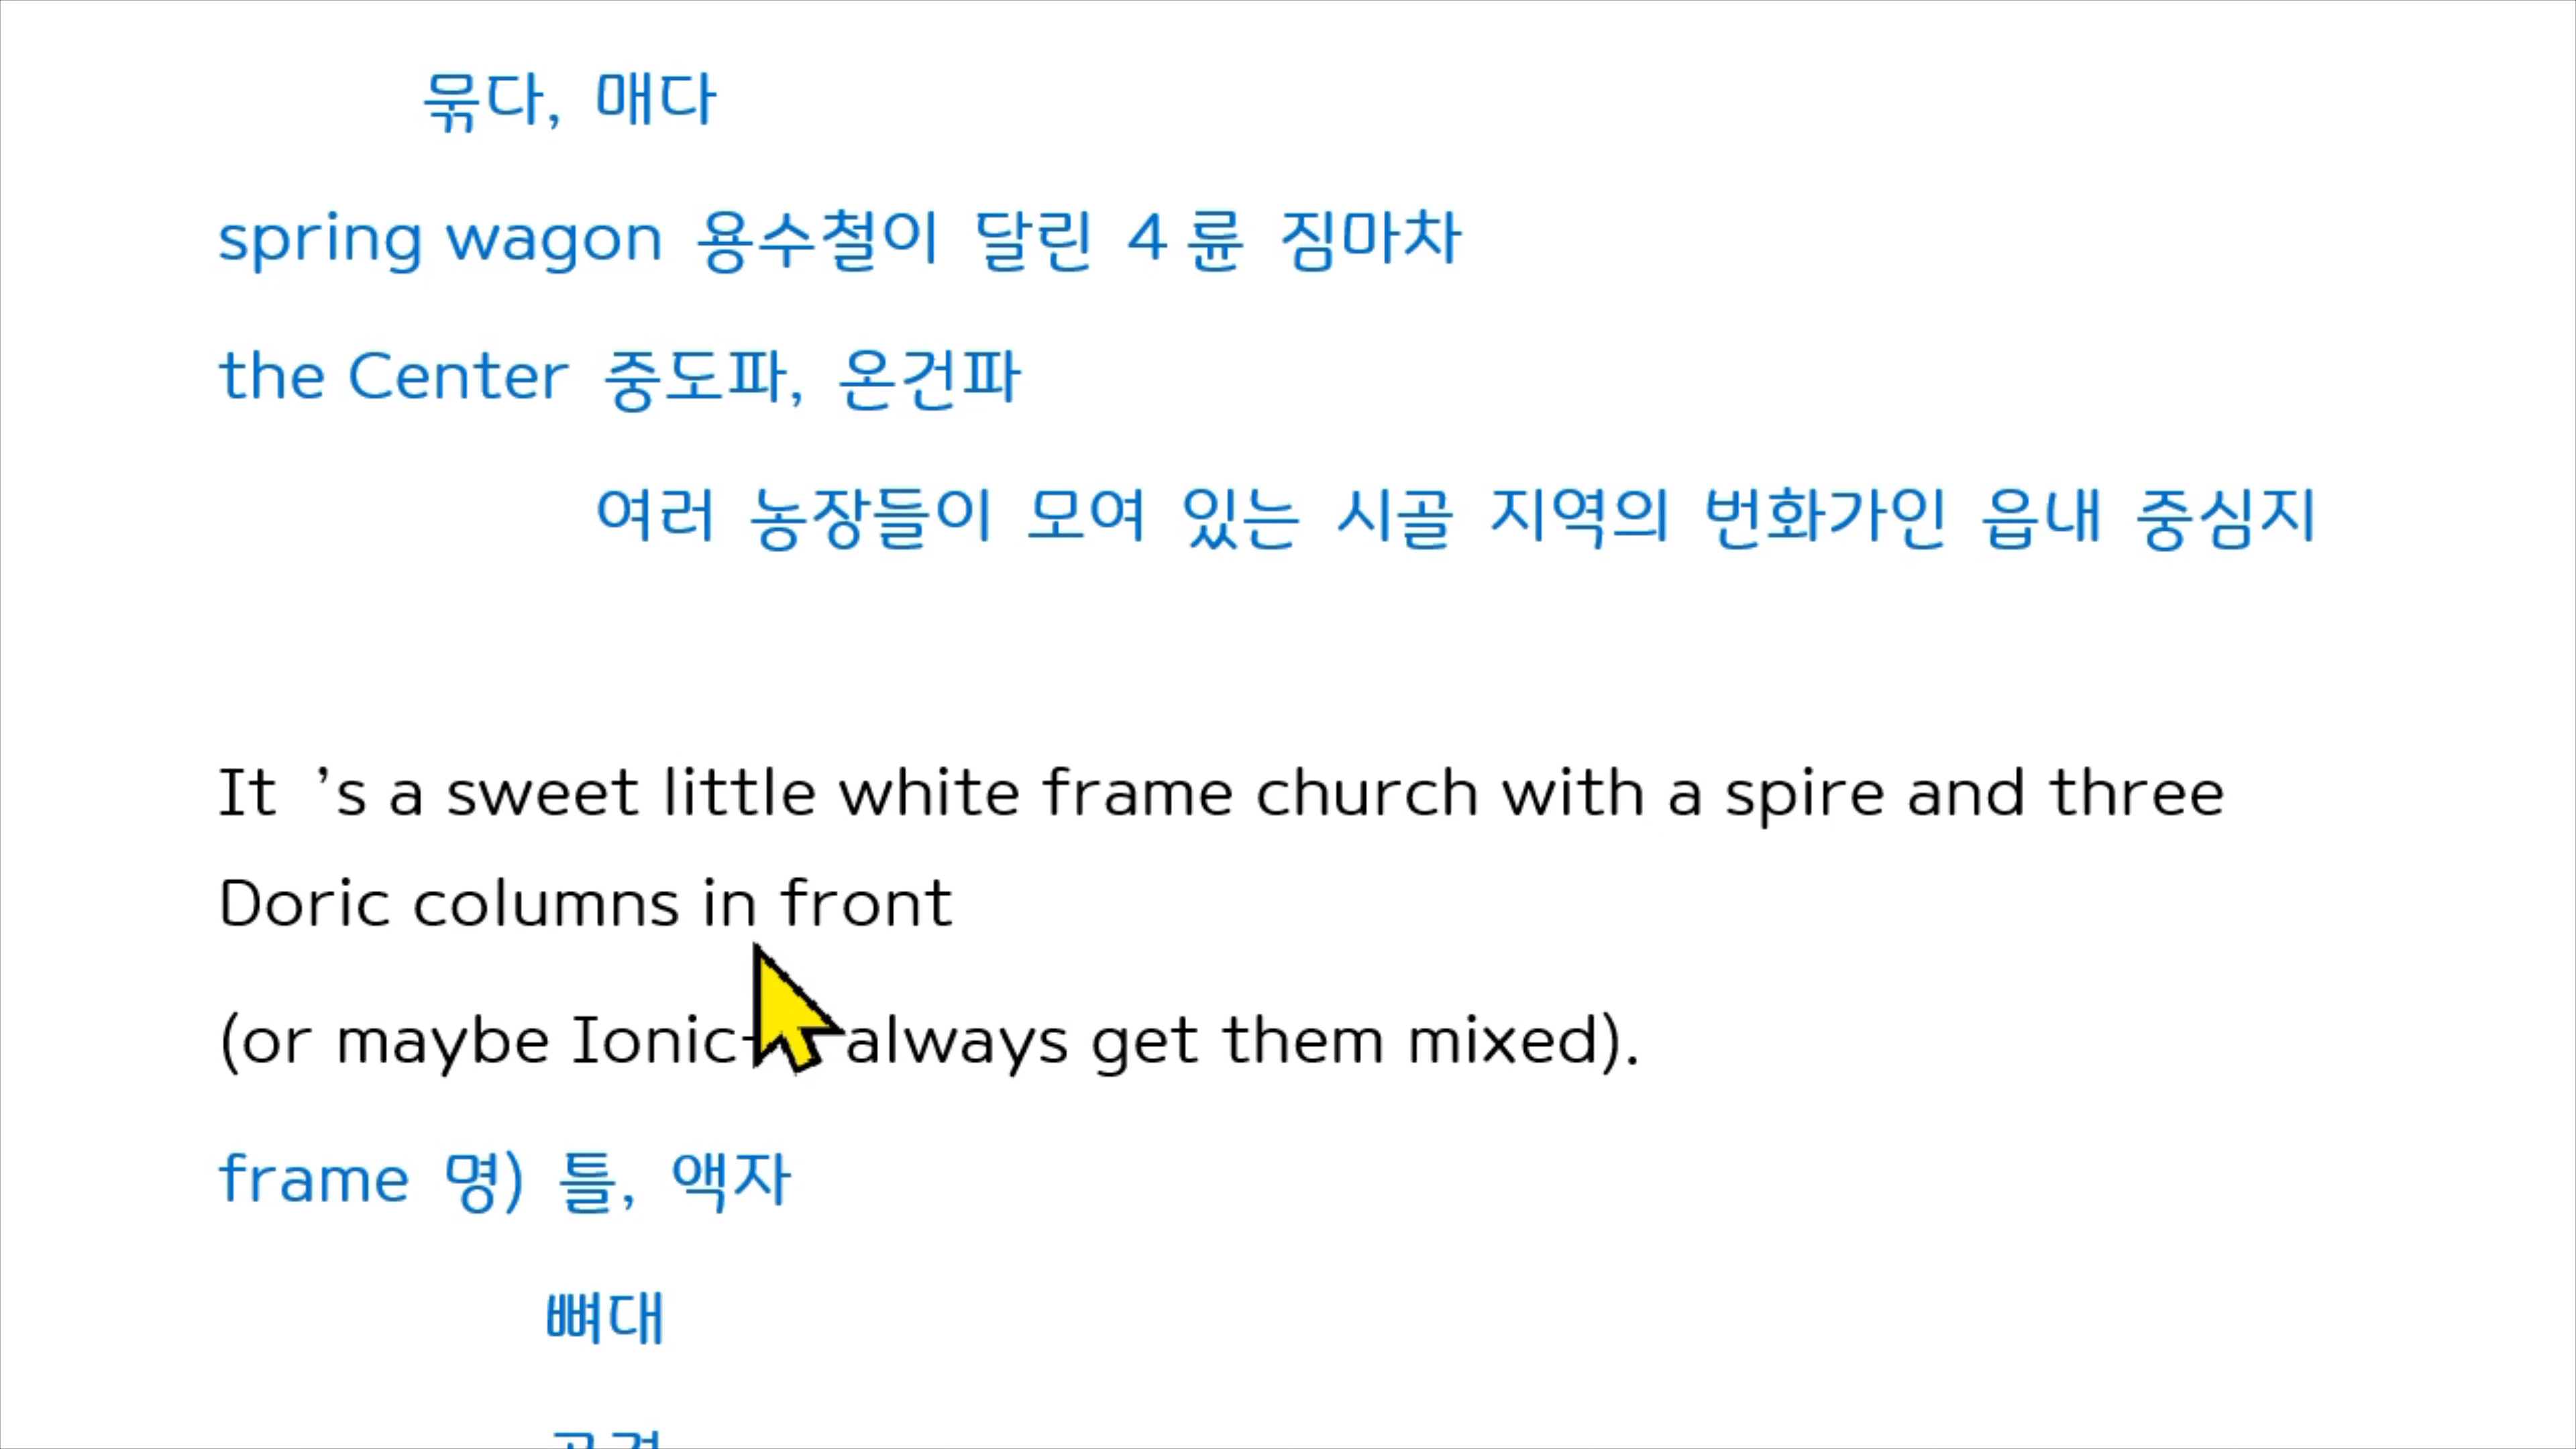 묶다, 매다
spring wagon 용수철이 달린 4륜 짐마차
the Center 중도파, 온건파
여러 농장들이 모여 있는 시골 지역의 번화가인 읍내 중심지
It ’s a sweet little white frame church with a spire and three
Doric columns in front
(or maybe Ionic- always get them mixed).
frame 명) 틀, 액자
뼈대